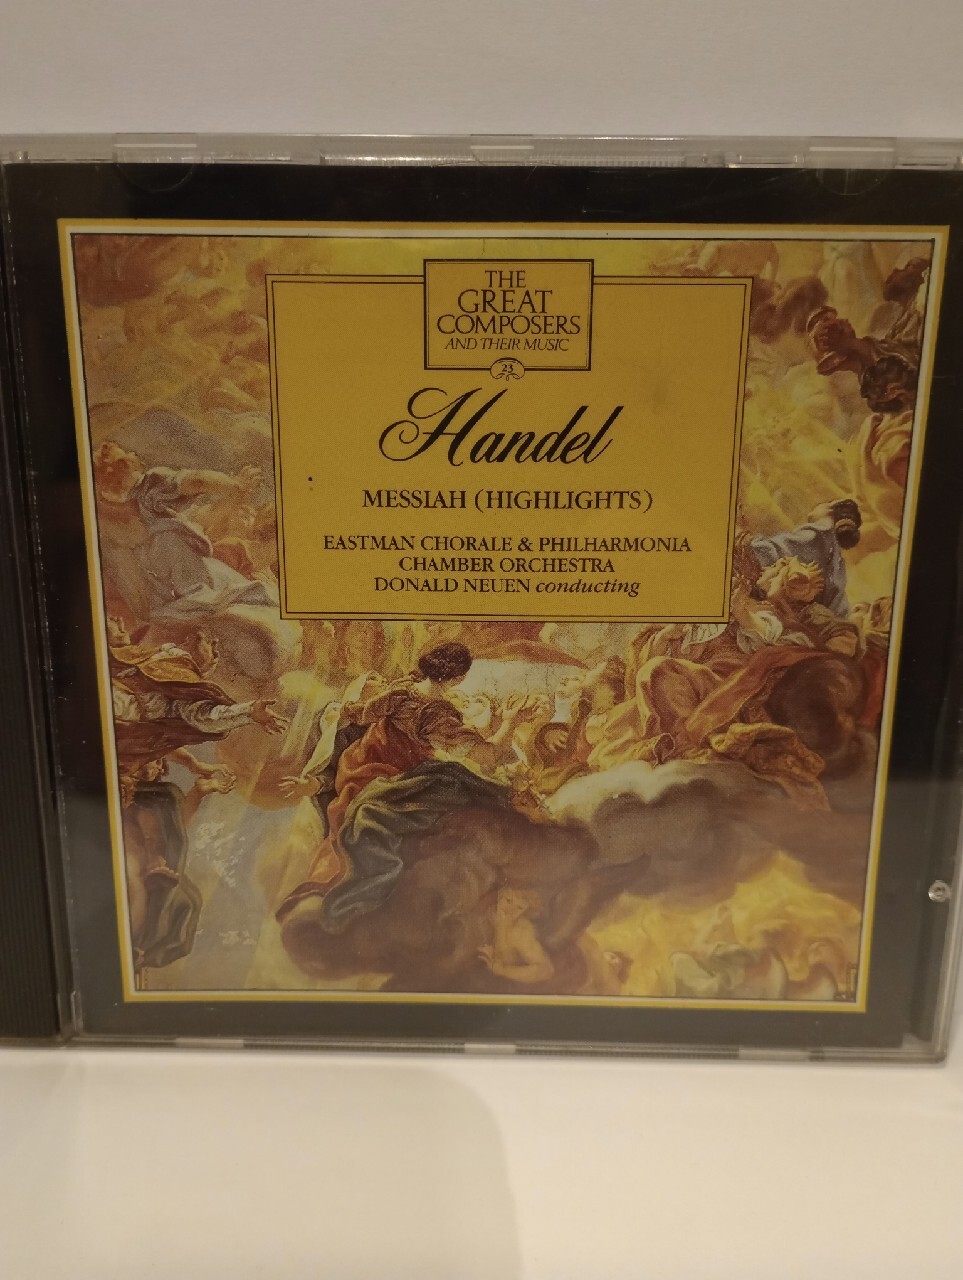 THE
GREAT
COMPOSERS
AND THEIR MUSIC
23
Handel
MESSIAH (HIGHLIGHTS)
EASTMAN CHORALE & PHILHARMONIA
CHAMBER ORCHESTRA
DONALD NEUEN conducting